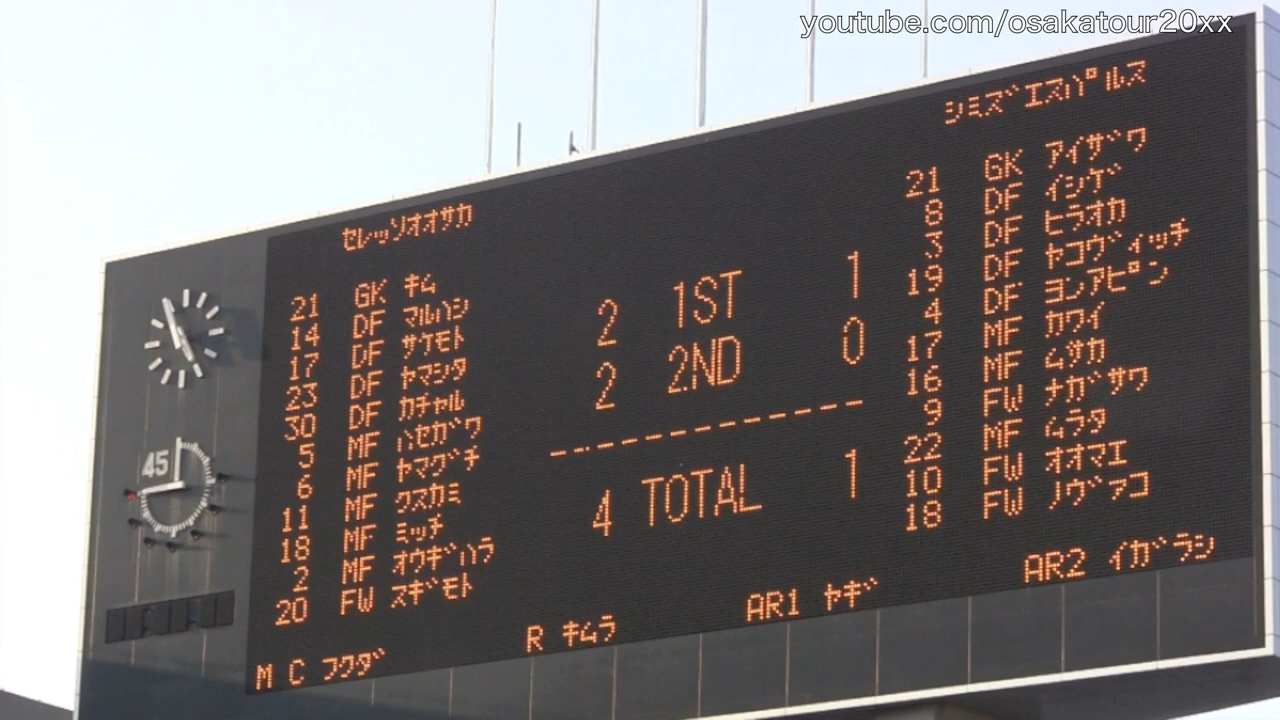 youtube.com/osakatour20xx
セレッソオオサカ
21 GK キム
14 DF マルハシ
17 DF サケモト
23 DF ヤマシタ
30 DF カチャル
5 MF ハセガワ
6 MF ヤマグチ
11 MF クスカミ
18 MF ミッチ
2 MF オウギハラ
20 FW スギモト
2 1ST 1
2 2ND 0
4 TOTAL 1
シミズエスパルス
21 GK アイザワ
8 DF イシゲ
3 DF ヒラオカ
19 DF ヤコヴィッチ
4 DF ヨンアピン
17 MF カワイ
16 MF ムサカ
9 FW ナガサワ
22 MF ムラタ
10 FW オオマエ
18 FW ノヴァコ
45
M C フクダ
R キムラ
AR1 ヤギ
AR2 イガラシ